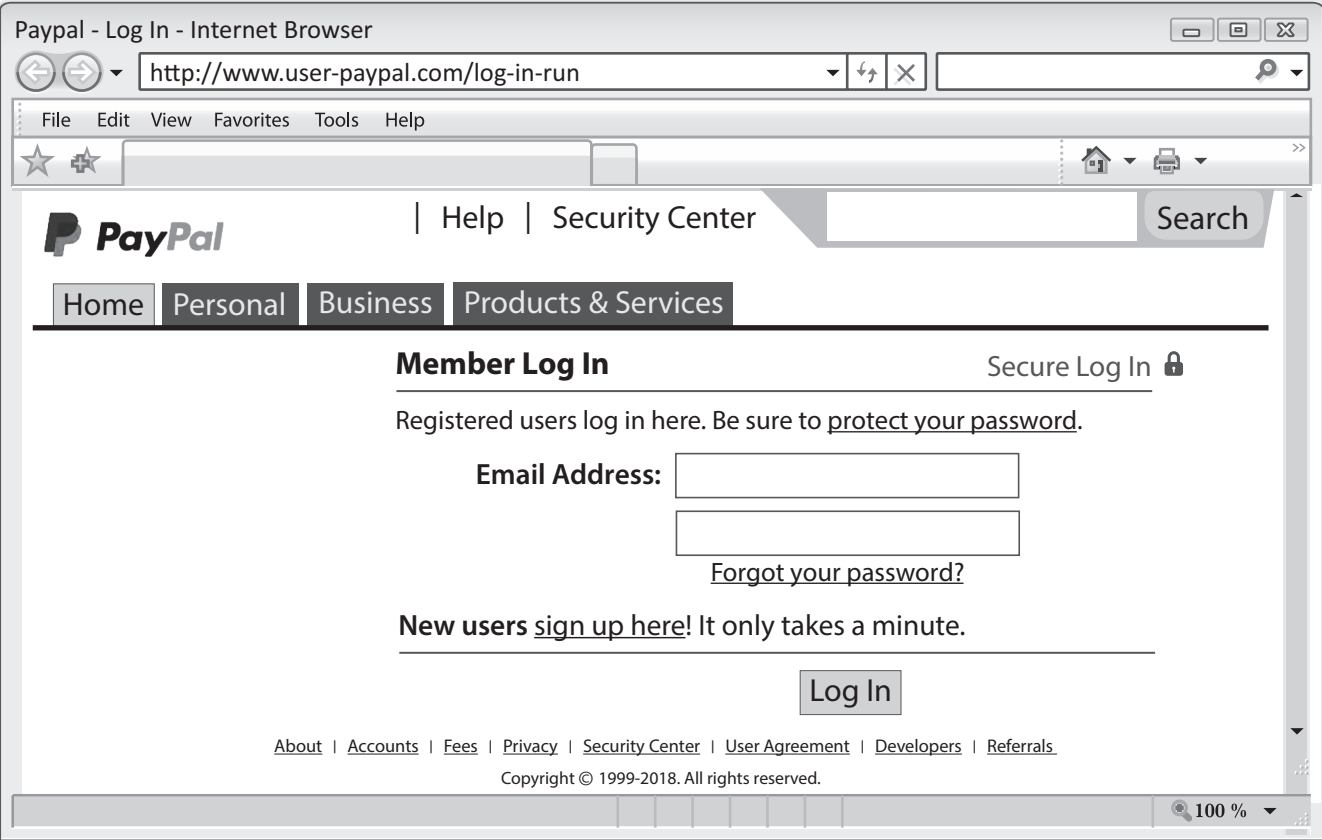 Paypal - Log In - Internet Browser
http://www.user-paypal.com/log-in-run
File Edit View Favorites Tools Help
PayPal | Help | Security Center Search
Home Personal Business Products & Services
Member Log In Secure Log In
Registered users log in here. Be sure to protect your password.
Email Address:
Forgot your password?
New users sign up here! It only takes a minute.
Log In
About | Accounts | Fees | Privacy | Security Center | User Agreement | Developers | Referrals
Copyright © 1999-2018. All rights reserved.
100 %